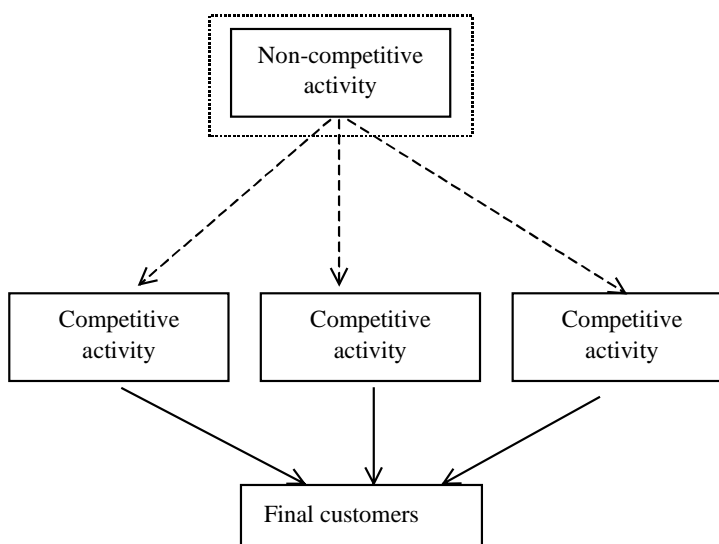 Non-competitive
activity
Competitive
activity
Competitive
activity
Competitive
activity
Final customers